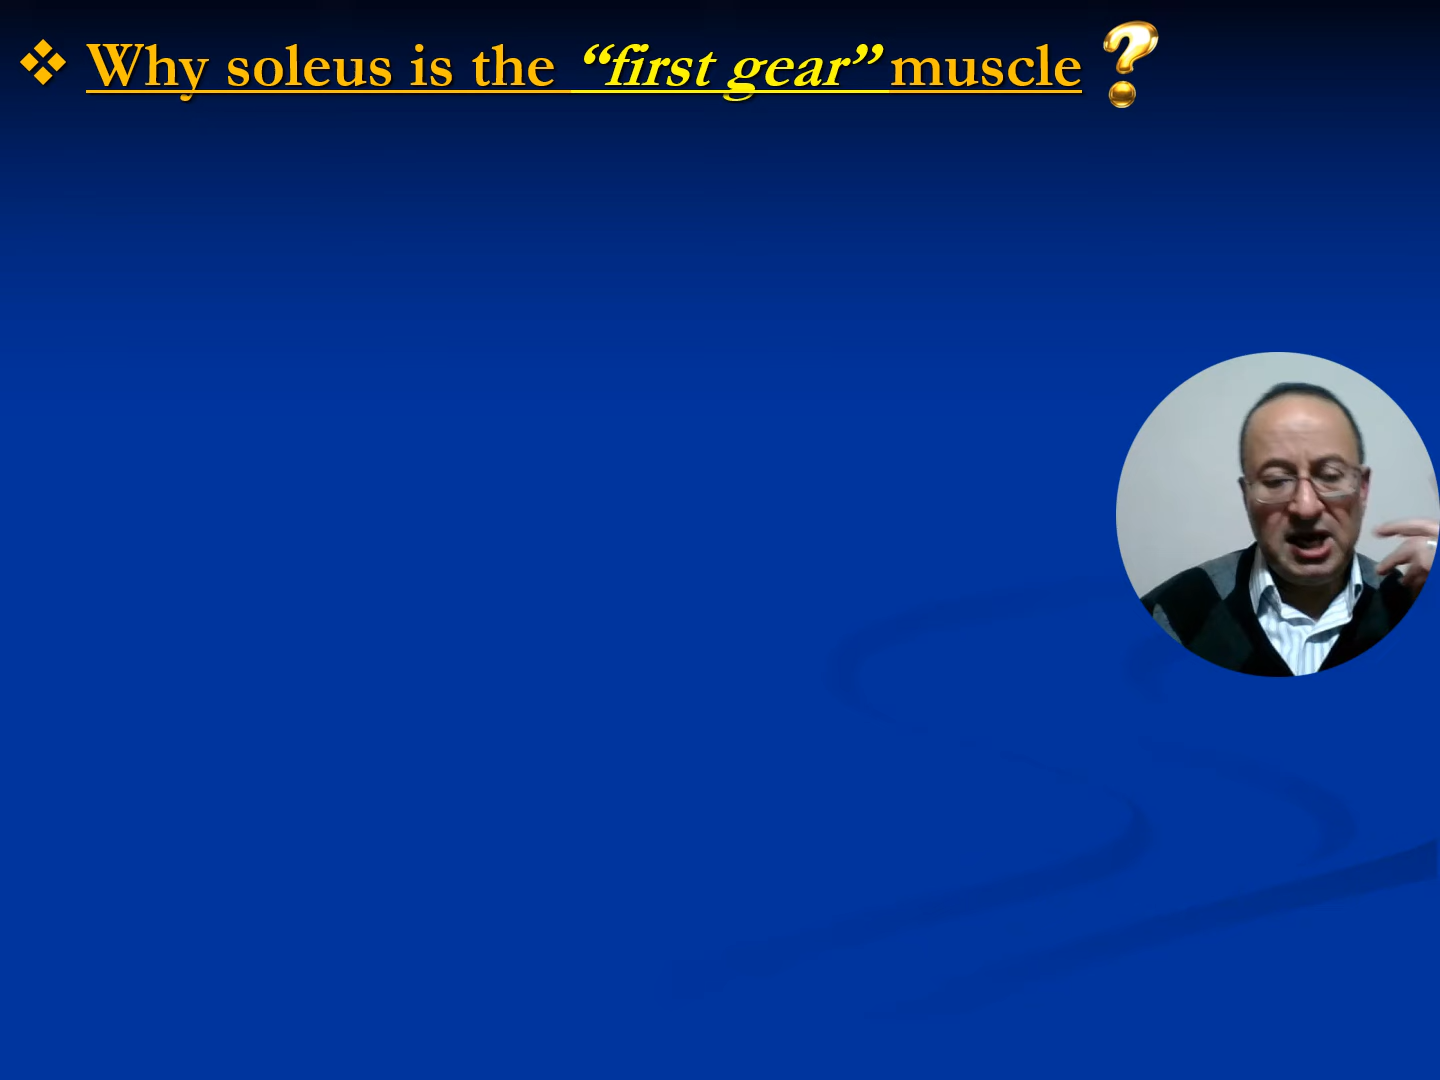 ❖ Why soleus is the “first gear” muscle ?